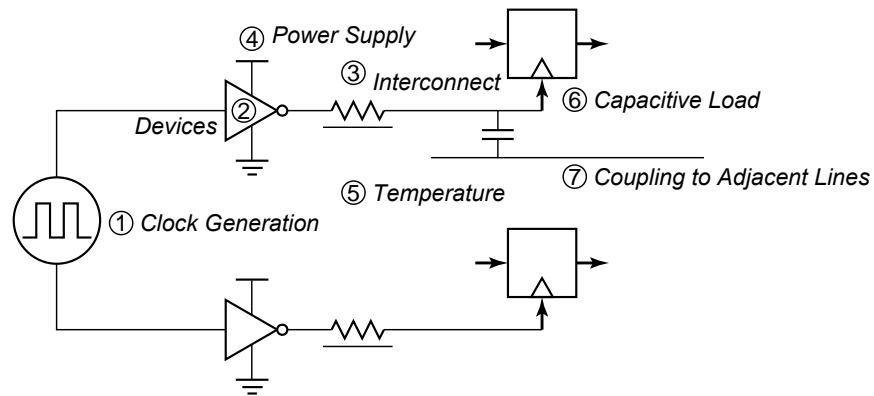 ④ Power Supply
③ Interconnect
② Devices
⑥ Capacitive Load
⑦ Coupling to Adjacent Lines
⑤ Temperature
① Clock Generation